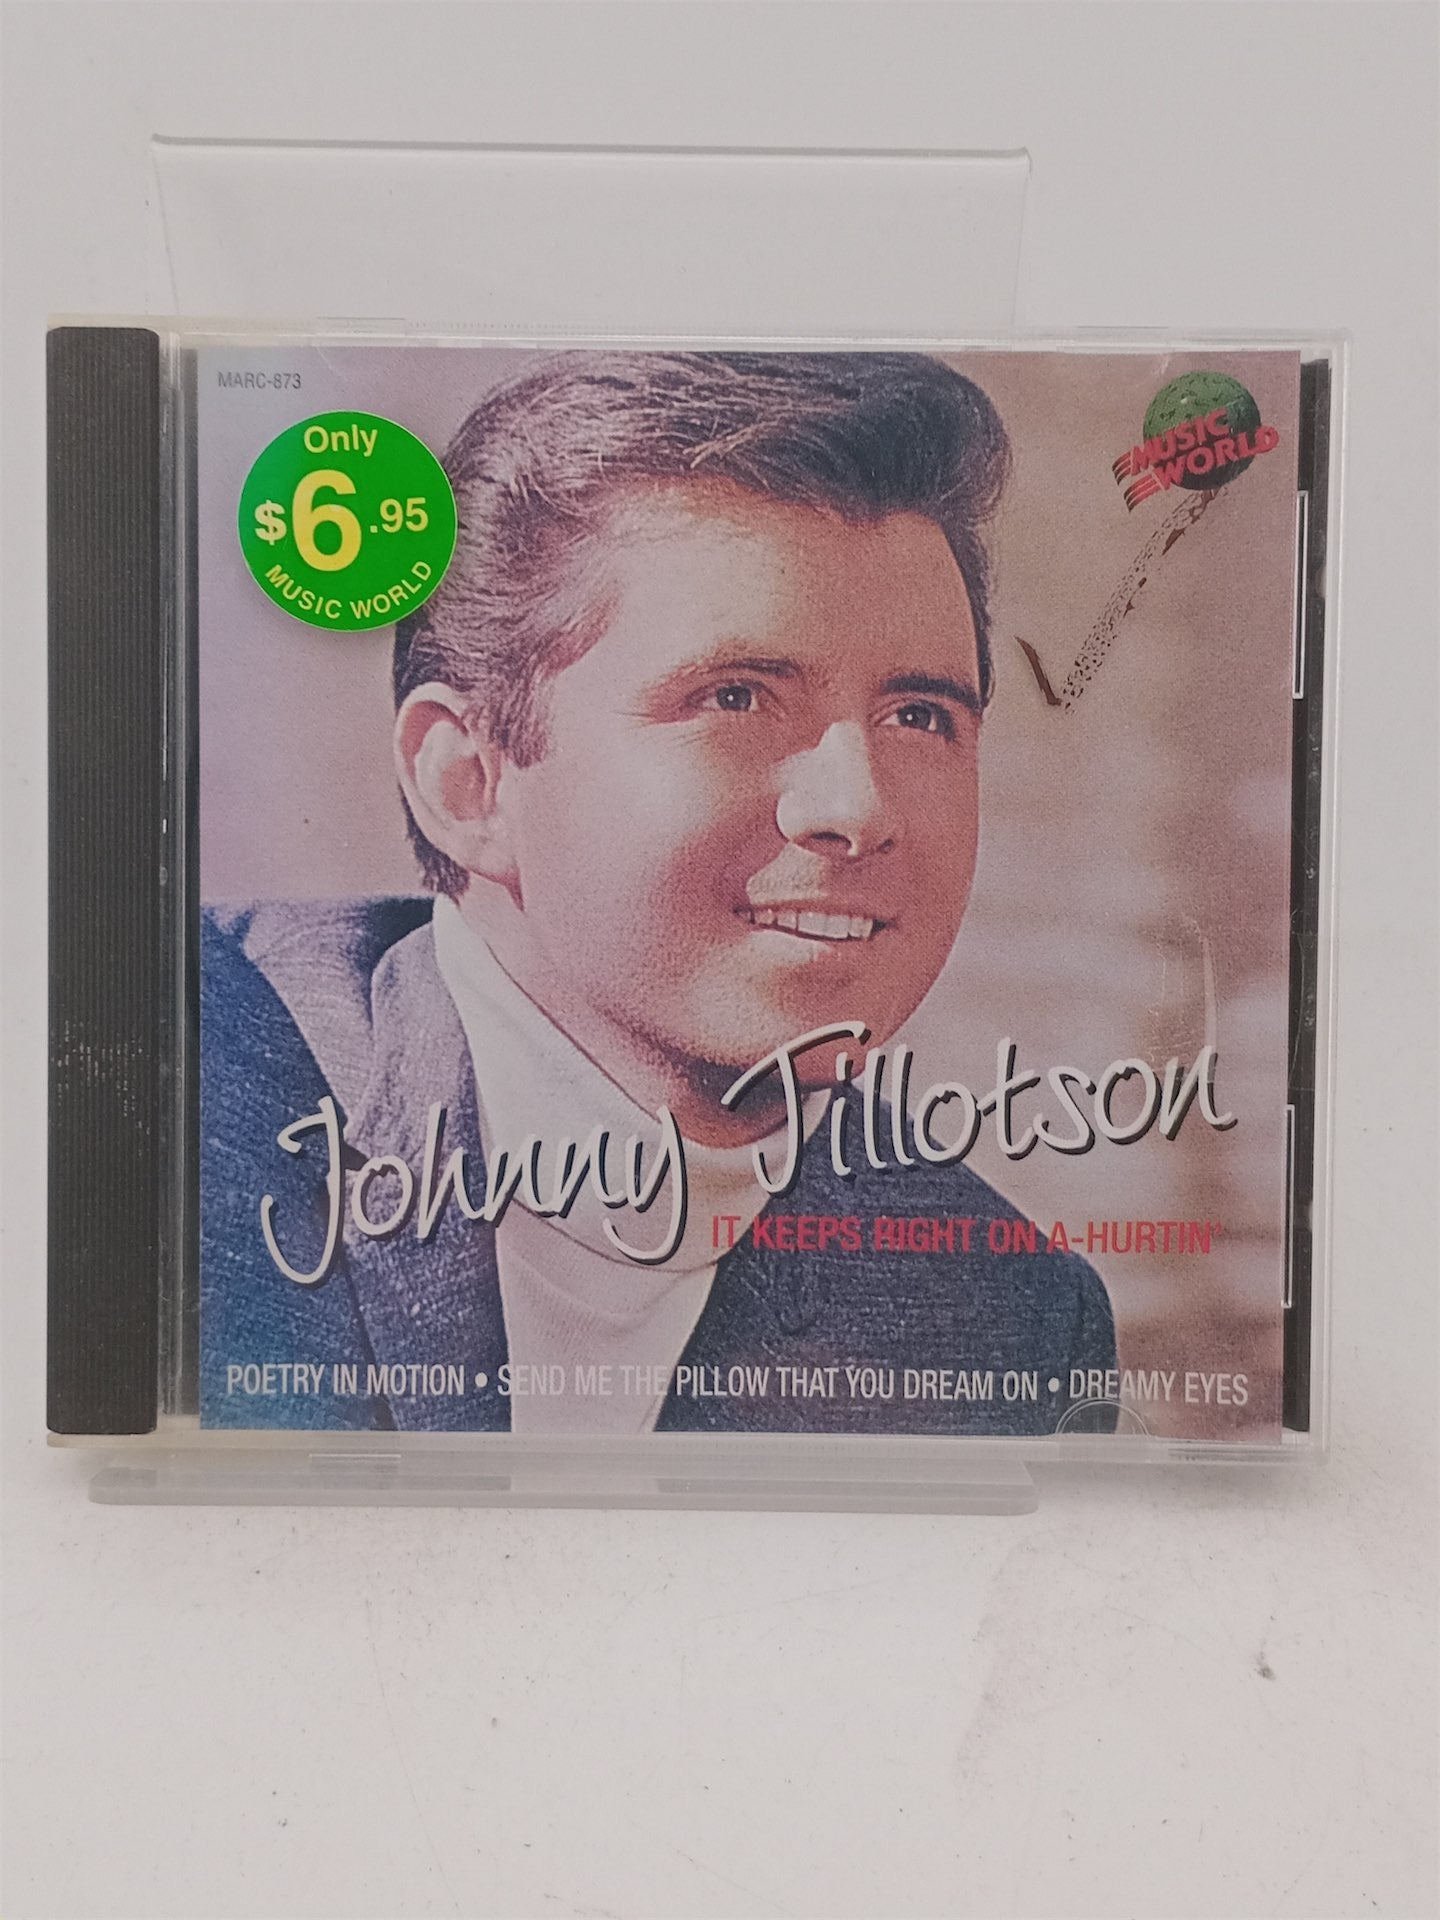 MARC-873
Only
$6.95
MUSIC WORLD
MUSIC
WORLD
Johnny Tillotson
IT KEEPS RIGHT ON A-HURTIN'
POETRY IN MOTION • SEND ME THE PILLOW THAT YOU DREAM ON • DREAMY EYES